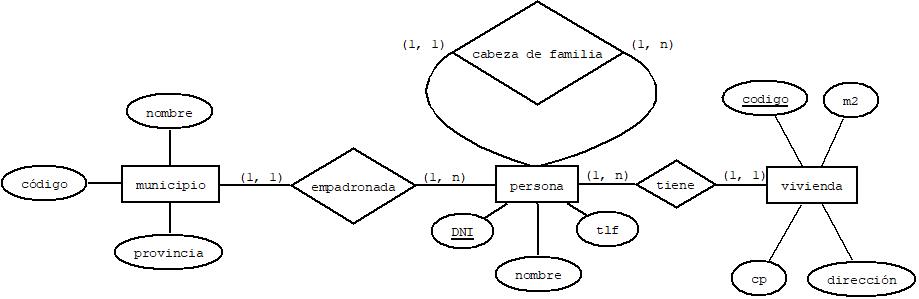 (1, 1)
cabeza de familia
(1, n)
nombre
codigo
m2
código
municipio
(1, 1)
empadronada
(1, n)
persona
(1, n)
tiene
(1, 1)
vivienda
DNI
tlf
provincia
nombre
cp
dirección